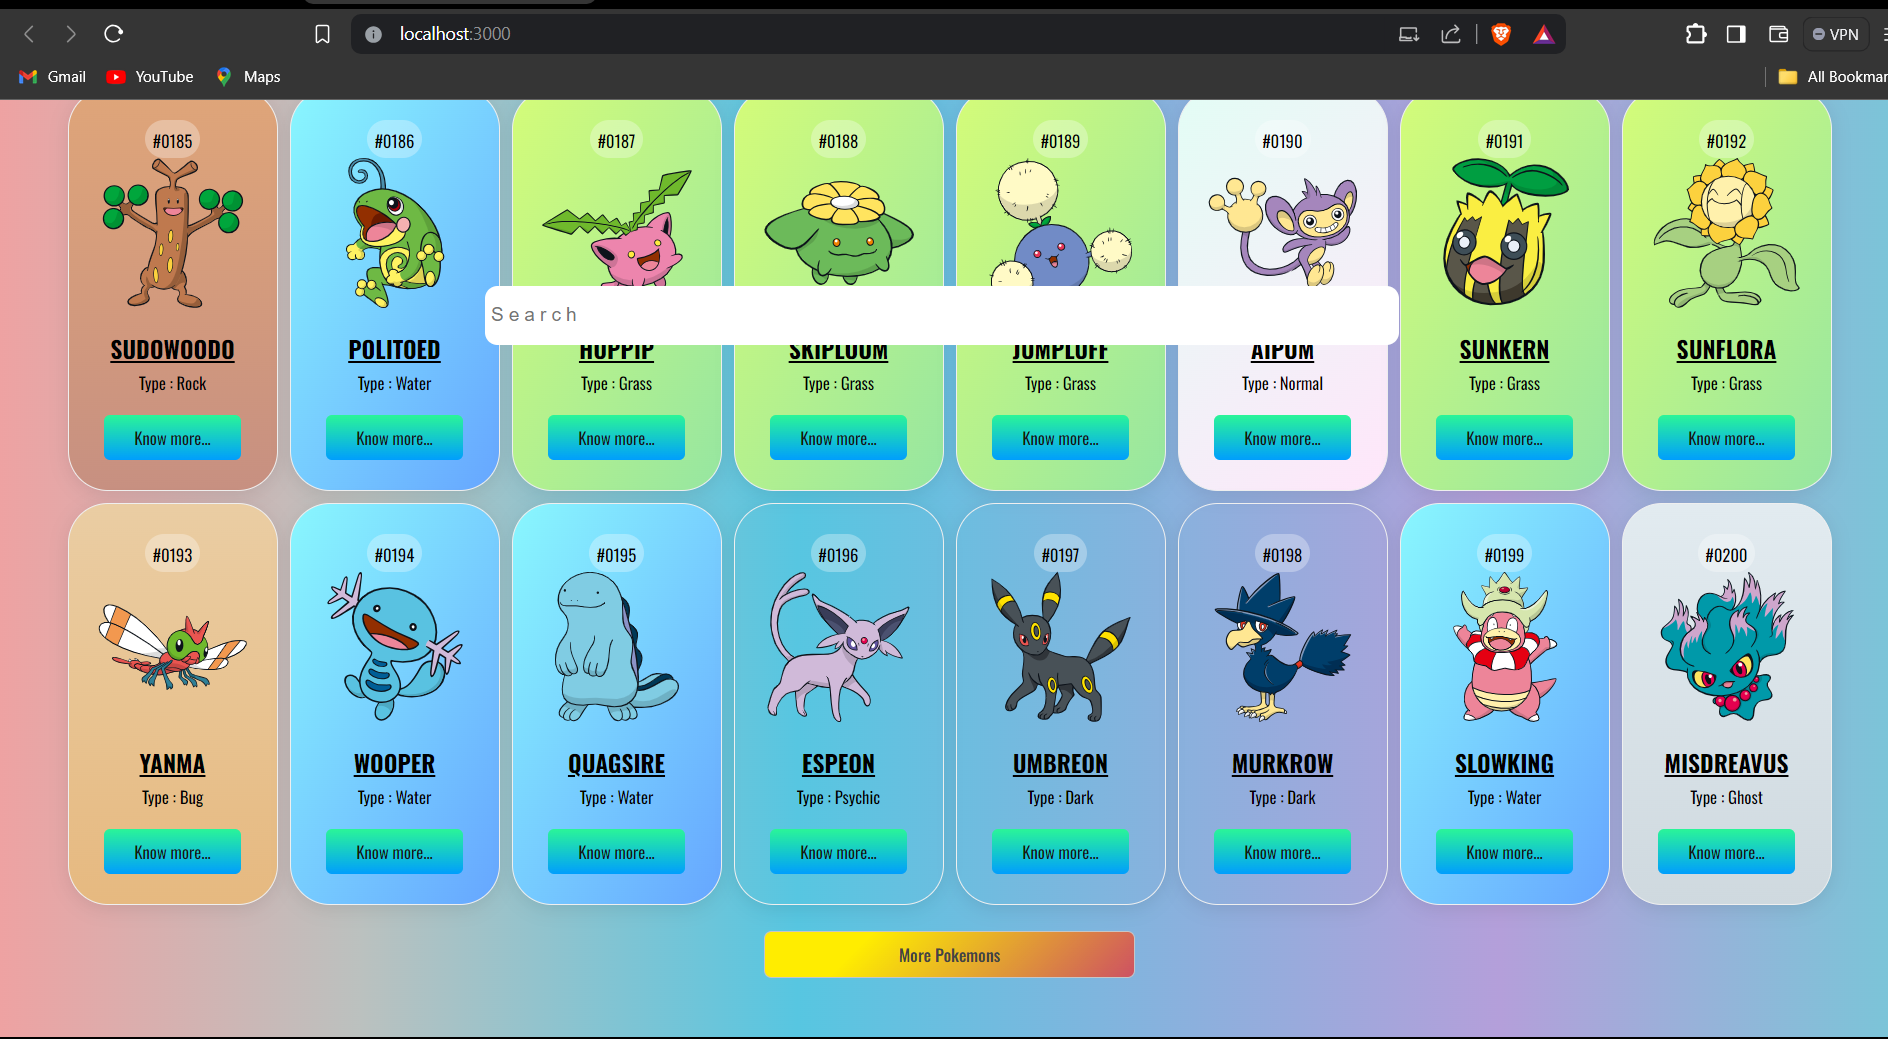 localhost:3000
VPN
Gmail YouTube Maps
All Bookmar
#0185 #0186 #0187 #0188 #0189 #0190 #0191 #0192
Search
SUDOWOODO POLITOED HOPPIP SKIPLOOM JUMPLUFF AIPOM SUNKERN SUNFLORA
Type : Rock Type : Water Type : Grass Type : Grass Type : Grass Type : Normal Type : Grass Type : Grass
Know more... Know more... Know more... Know more... Know more... Know more... Know more... Know more...
#0193 #0194 #0195 #0196 #0197 #0198 #0199 #0200
YANMA WOOPER QUAGSIRE ESPEON UMBREON MURKROW SLOWKING MISDREAVUS
Type : Bug Type : Water Type : Water Type : Psychic Type : Dark Type : Dark Type : Water Type : Ghost
Know more... Know more... Know more... Know more... Know more... Know more... Know more... Know more...
More Pokemons